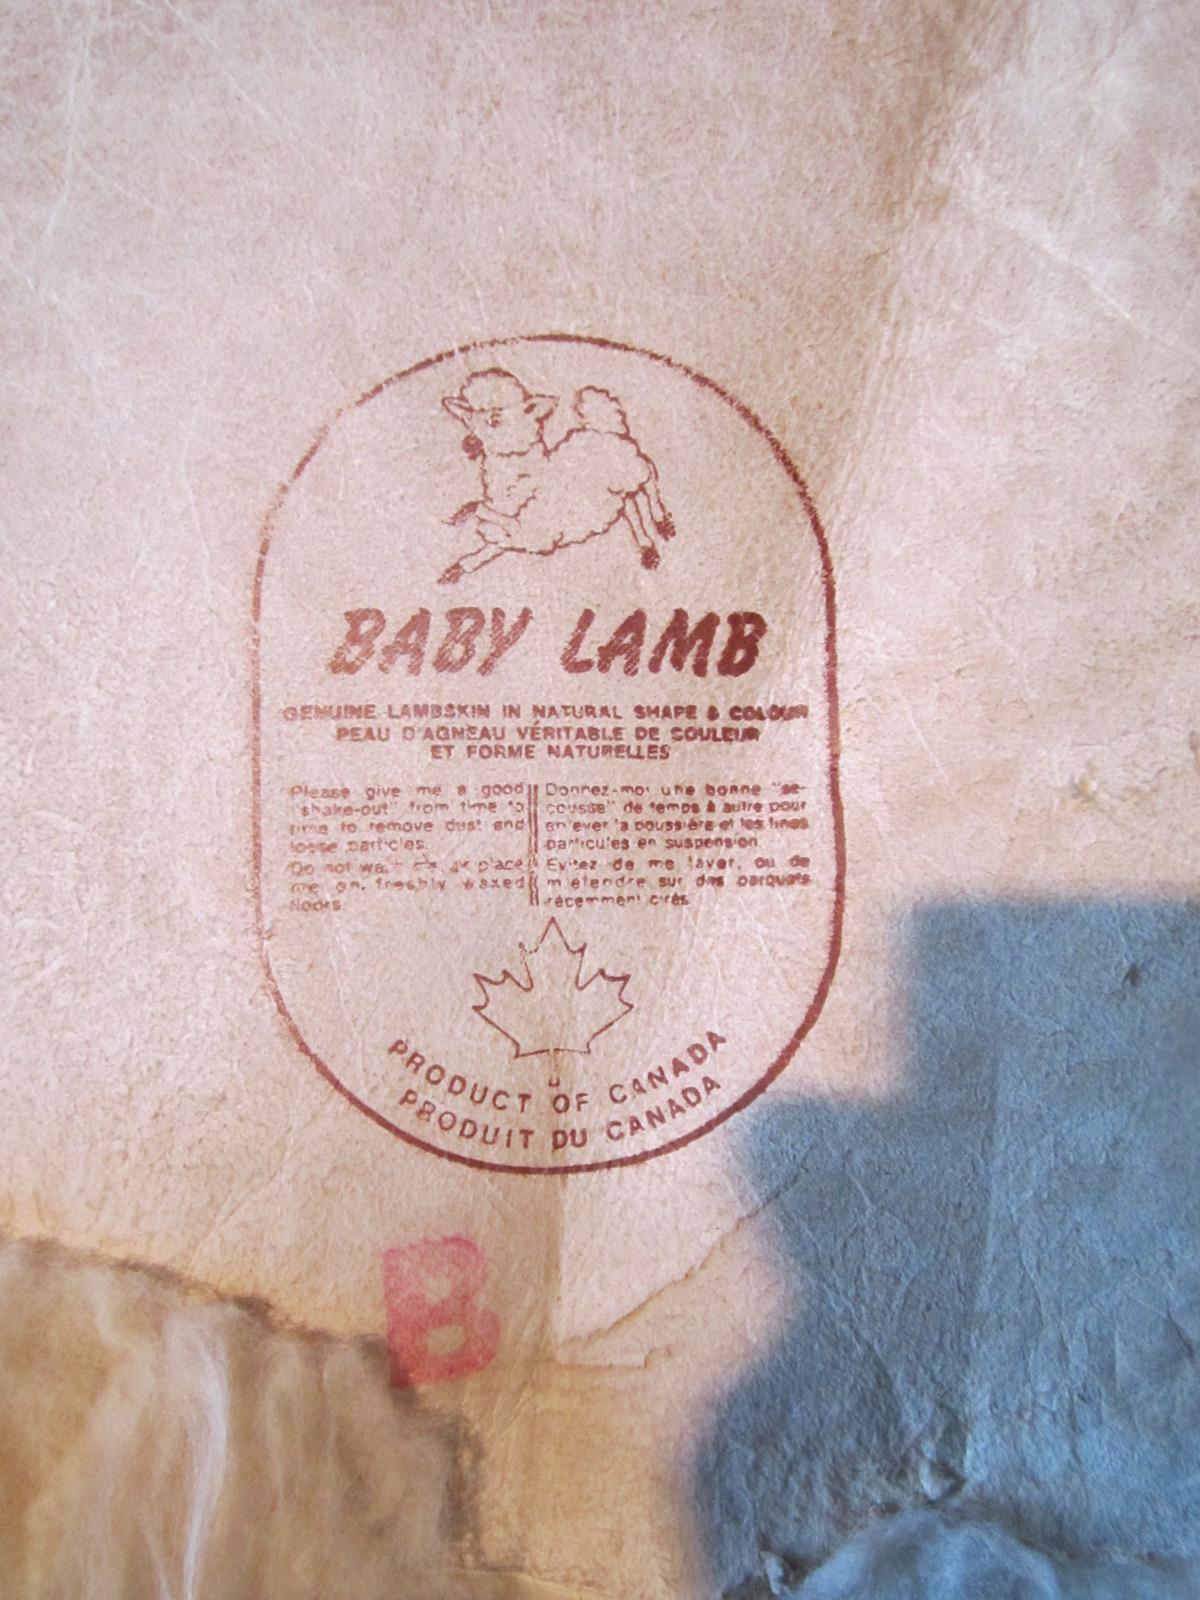 BABY LAMB
GENUINE LAMBSKIN IN NATURAL SHAPE & COLOUR
PEAU D'AGNEAU VÉRITABLE DE COULEUR
ET FORME NATURELLES
Please give me a good
"shake-out" from time to
time to remove dust and
loose particles.
Do not wash me, or place
me on freshly waxed
floors.
Donnez-moi une bonne "se-
cousse" de temps à autre pour
enlever la poussière et les fines
particules en suspension.
Evitez de me laver, ou de
m'étendre sur des parquets
récemment cirés.
PRODUCT OF CANADA
PRODUIT DU CANADA
B